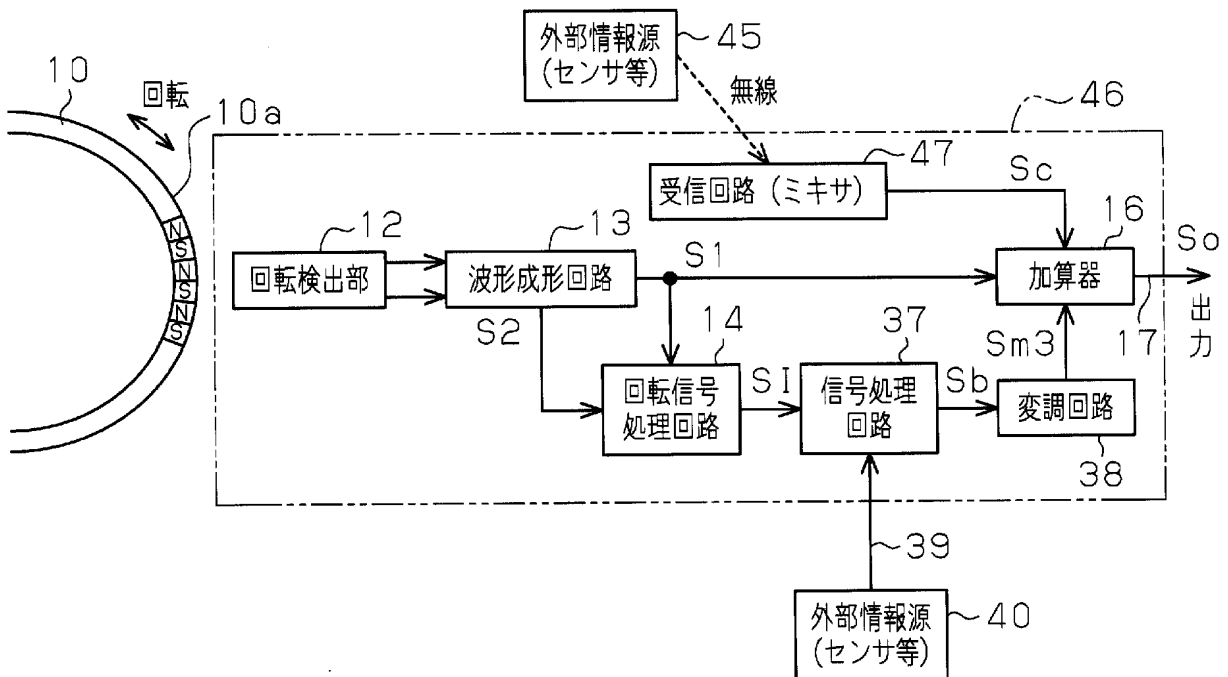 外部情報源
(センサ等)
45
無線
10
回転
10a
46
47
受信回路 (ミキサ)
Sc
12
13
16
So
回転検出部
波形成形回路
S1
加算器
N
S
N
S
N
S
S2
14
37
Sm3
17
出力
回転信号
処理回路
SI
信号処理
回路
Sb
変調回路
38
39
外部情報源
(センサ等)
40